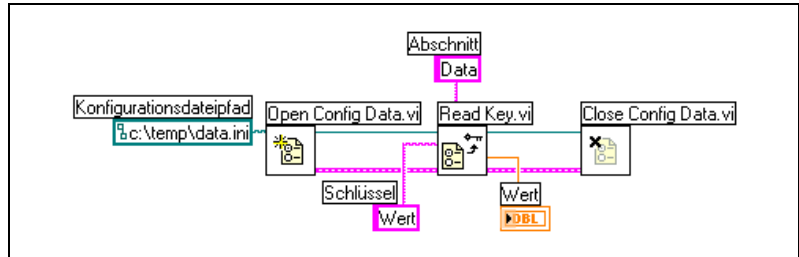 Abschnitt
Data
Konfigurationsdateipfad
Open Config Data.vi
Read Key.vi
Close Config Data.vi
c:\temp\data.ini
Schlüssel
Wert
Wert
DBL